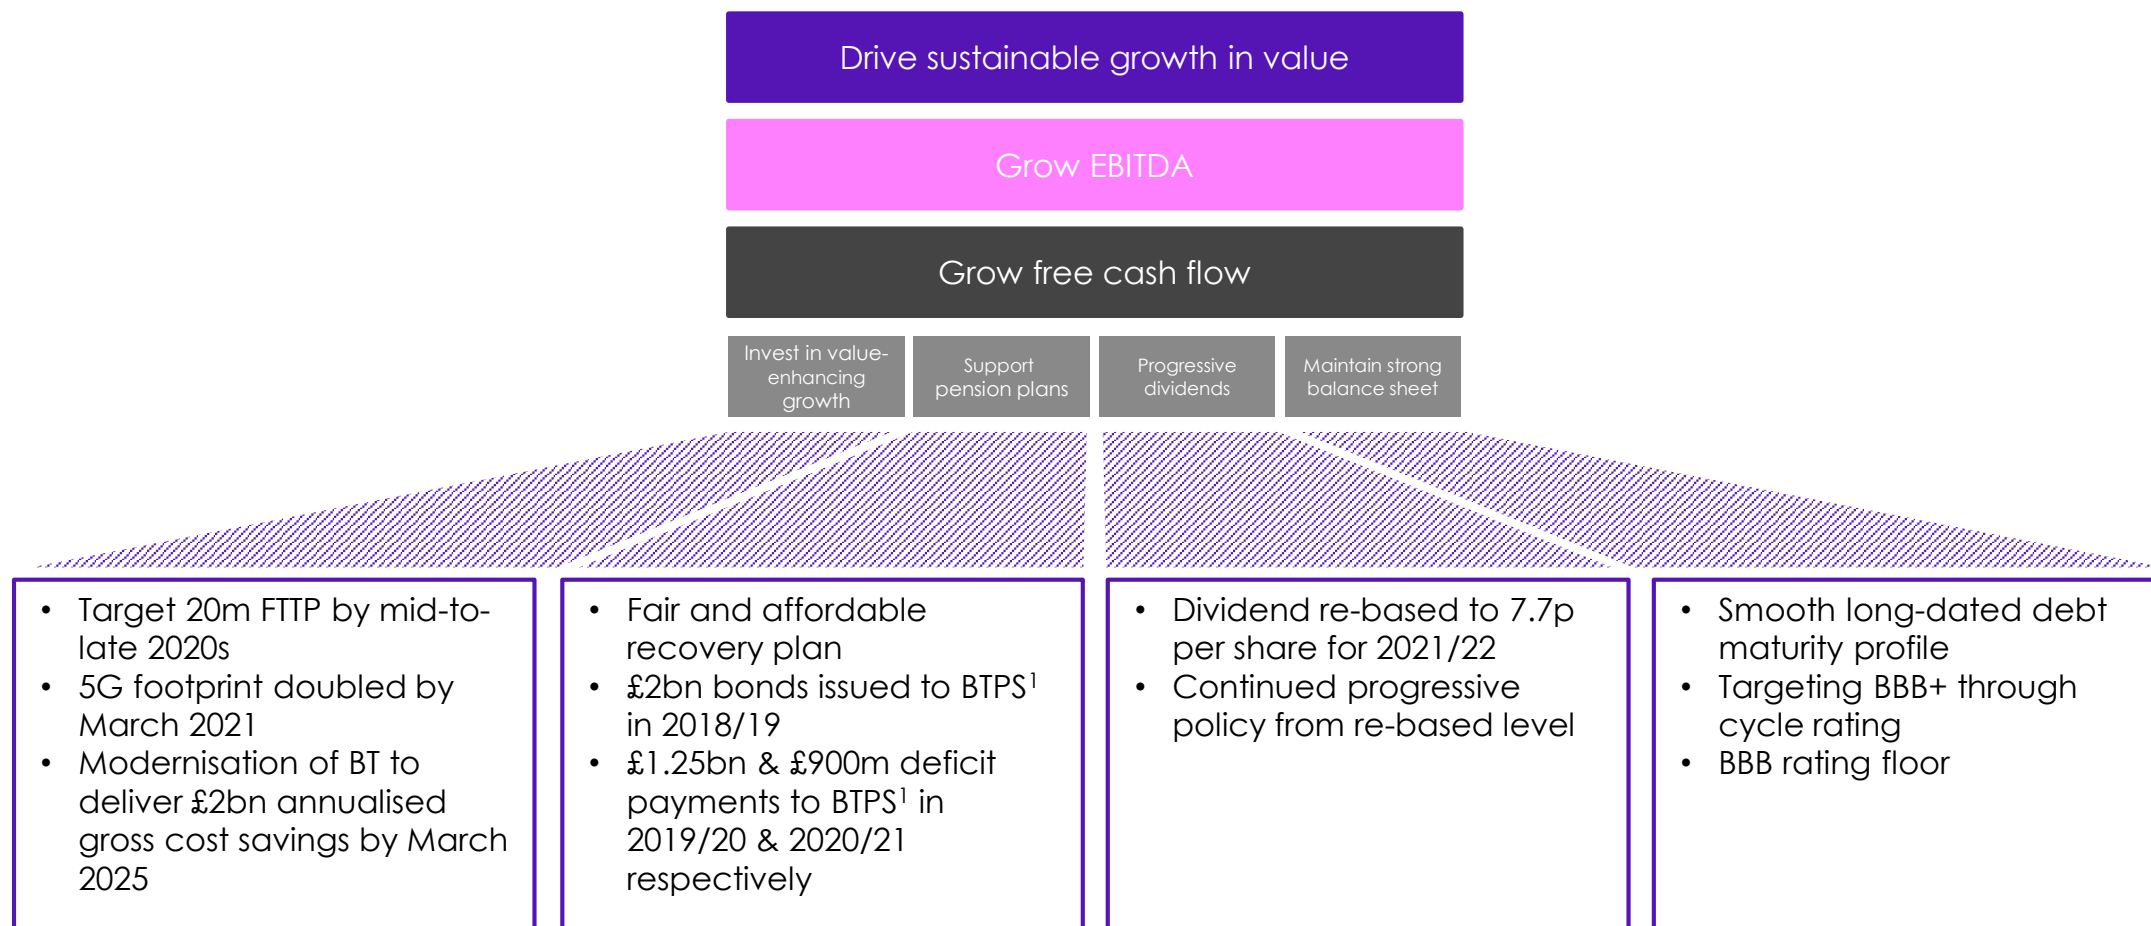 Drive sustainable growth in value
Grow EBITDA
Grow free cash flow
Invest in value-
enhancing
growth
Support
pension plans
Progressive
dividends
Maintain strong
balance sheet
• Target 20m FTTP by mid-to-
late 2020s
• 5G footprint doubled by
March 2021
• Modernisation of BT to
deliver £2bn annualised
gross cost savings by March
2025
• Fair and affordable
recovery plan
• £2bn bonds issued to BTPS¹
in 2018/19
• £1.25bn & £900m deficit
payments to BTPS¹ in
2019/20 & 2020/21
respectively
• Dividend re-based to 7.7p
per share for 2021/22
• Continued progressive
policy from re-based level
• Smooth long-dated debt
maturity profile
• Targeting BBB+ through
cycle rating
• BBB rating floor